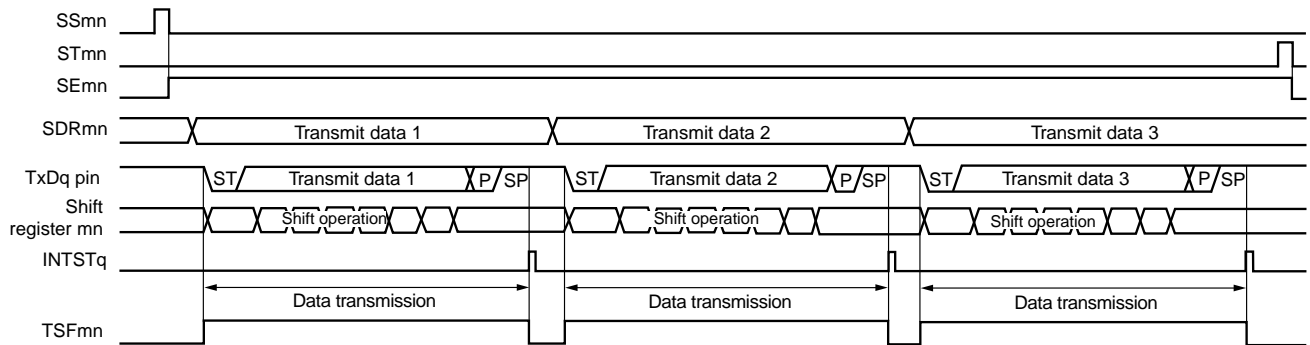 SSmn
STmn
SEmn
SDRmn Transmit data 1 Transmit data 2 Transmit data 3
TxDq pin ST Transmit data 1 P SP ST Transmit data 2 P SP ST Transmit data 3 P SP
Shift
register mn Shift operation Shift operation Shift operation
INTSTq
Data transmission Data transmission Data transmission
TSFmn